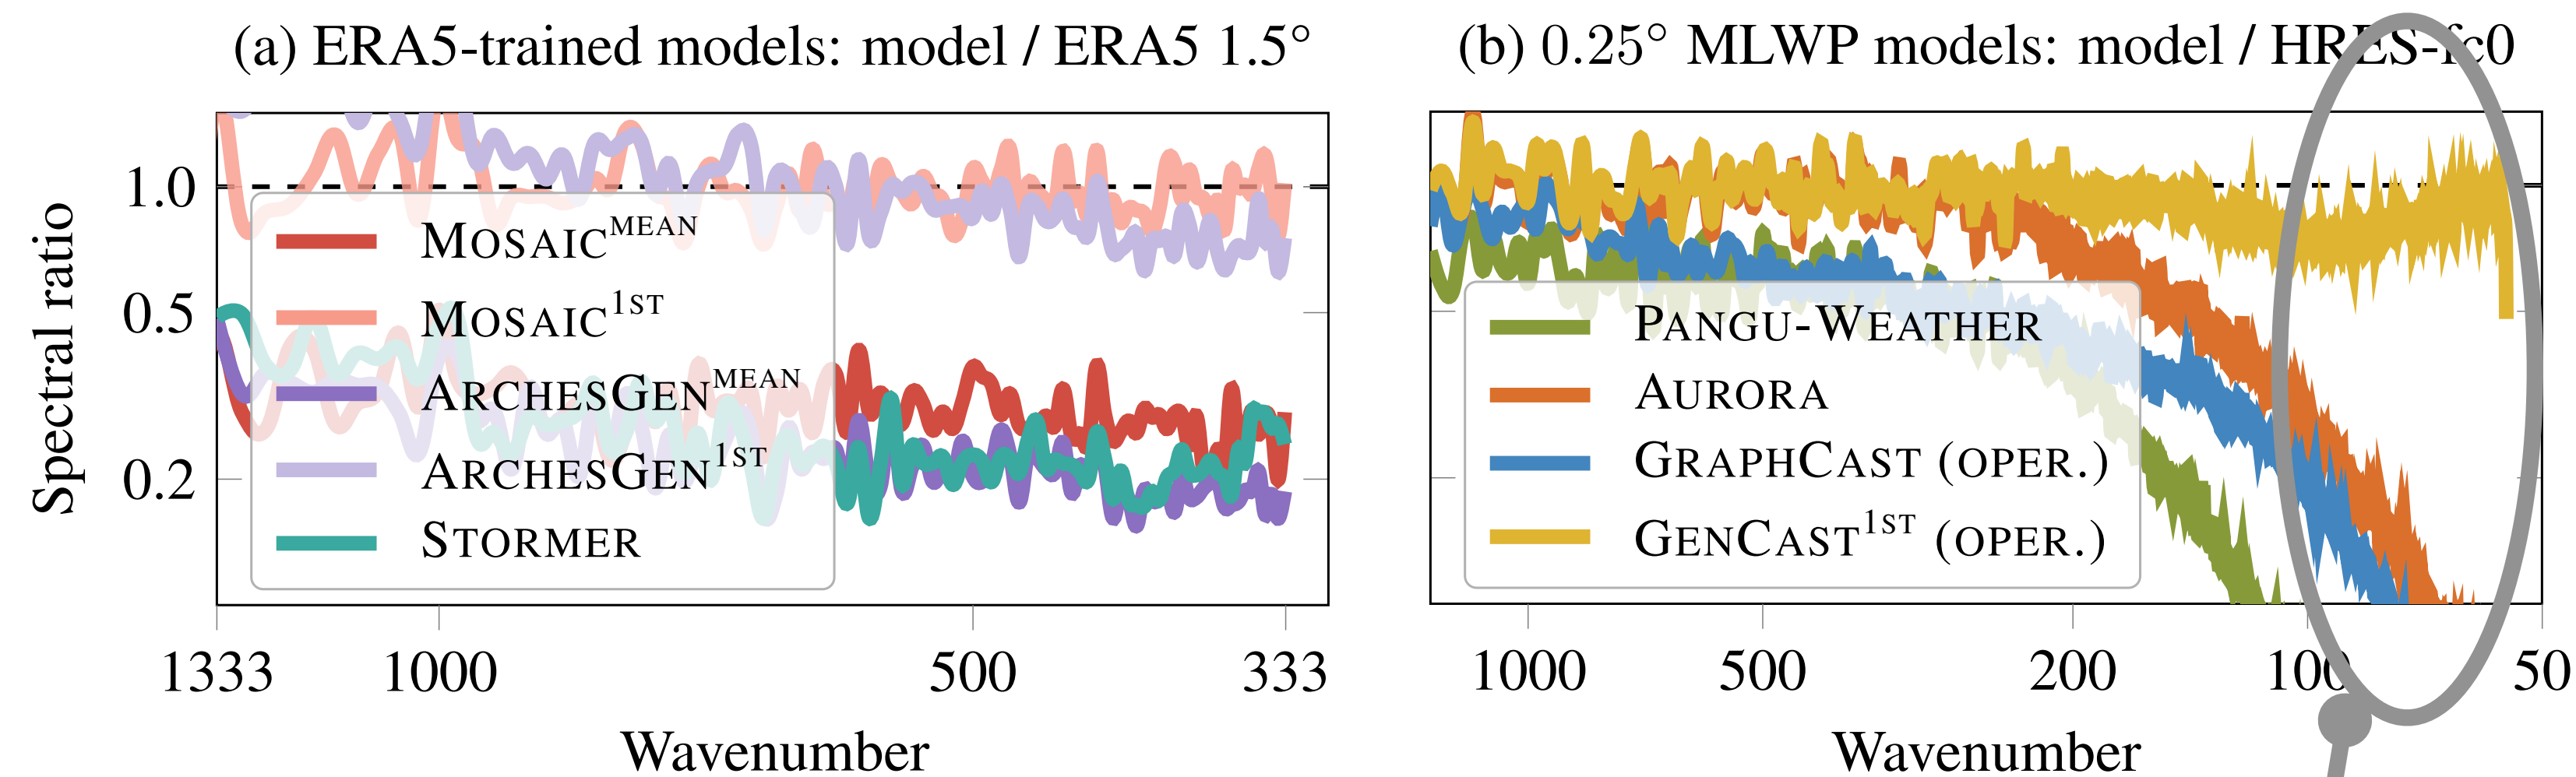 (a) ERA5-trained models: model / ERA5 1.5°
Spectral ratio
1.0
0.5
0.2
MOSAIC^MEAN
MOSAIC^1ST
ARCHESGEN^MEAN
ARCHESGEN^1ST
STORMER
1333 1000 500 333
Wavenumber
(b) 0.25° MLWP models: model / HRES-fc0
PANGU-WEATHER
AURORA
GRAPHCAST (OPER.)
GENCAST^1ST (OPER.)
1000 500 200 100 50
Wavenumber